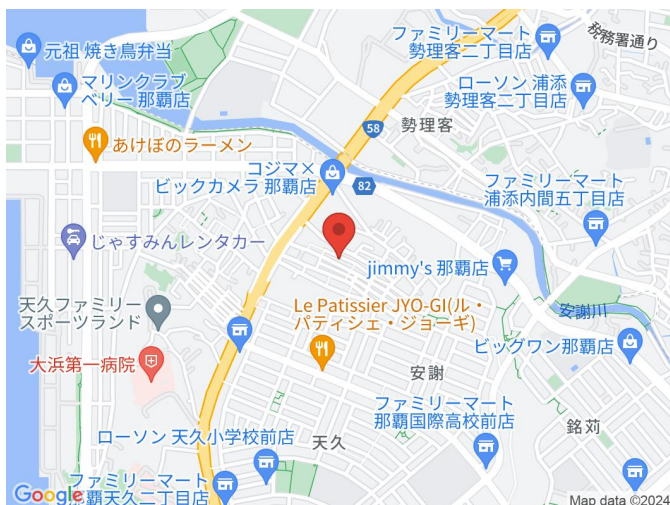 元祖 焼き鳥弁当
マリンクラブ
ベリー 那覇店
あけぼのラーメン
コジマ×
ビックカメラ 那覇店
じゃすみんレンタカー
天久ファミリー
スポーツランド
大浜第一病院
ローソン 天久小学校前店
ファミリーマート
那覇天久二丁目店
Google
58
82
ファミリーマート
勢理客二丁目店
税務署通り
ローソン 浦添
勢理客二丁目店
勢理客
ファミリーマート
浦添内間五丁目店
jimmy's 那覇店
安謝川
Le Patissier JYO-GI(ル・
パティシェ・ジョーギ)
ビッグワン那覇店
安謝
ファミリーマート
那覇国際高校前店
銘苅
天久
Map data ©2024